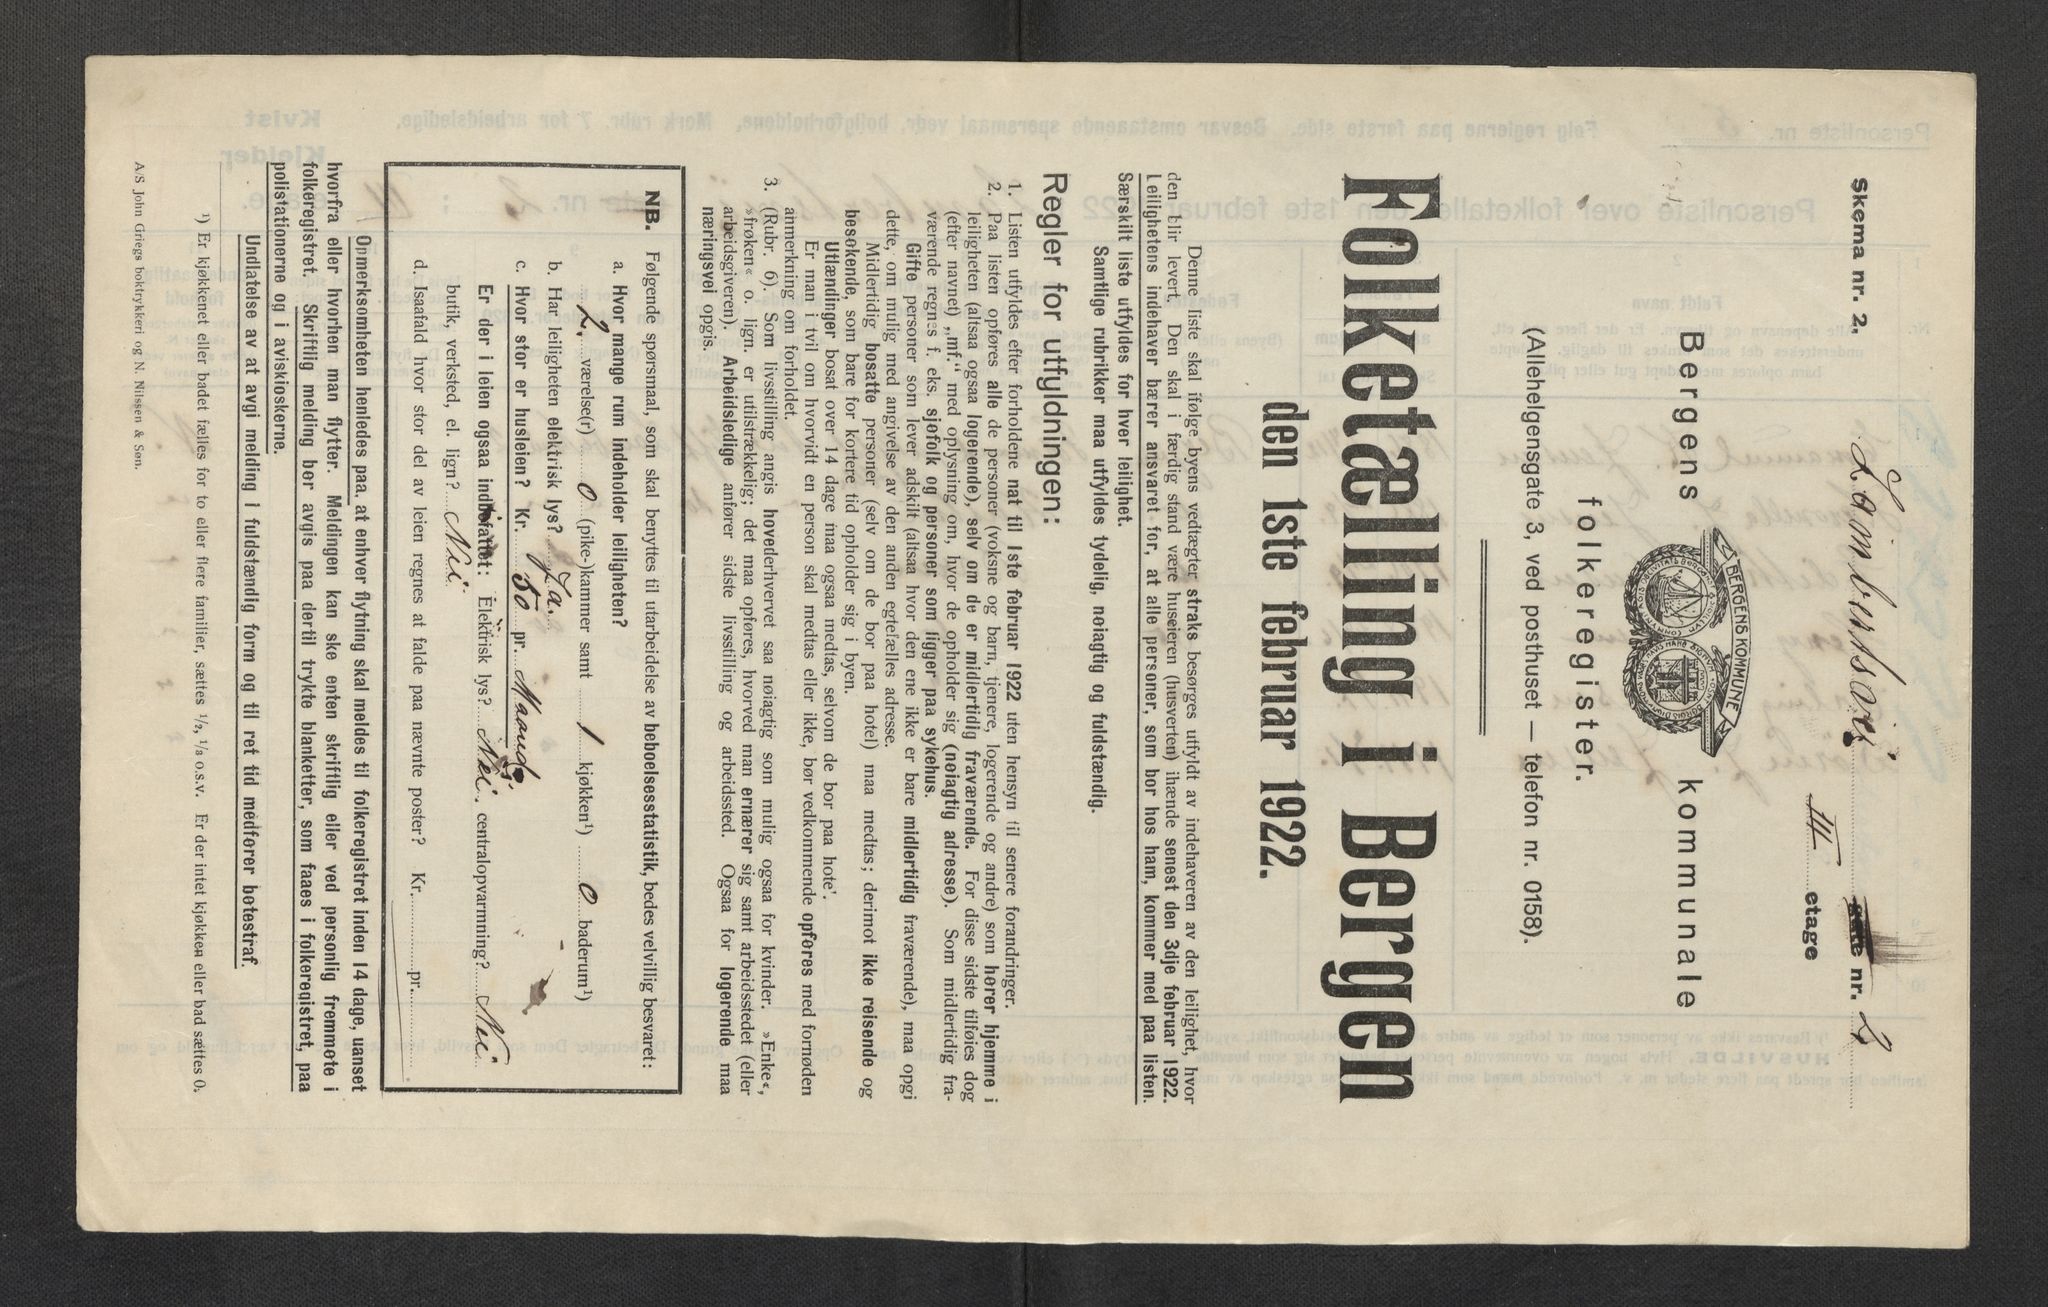 Skema nr. 2.
Lambertsæi gate nr. 2
III etage
Bergens kommunale
BERGENS KOMMUNE
folkeregister.
(Allehelgensgate 3, ved posthuset — telefon nr. 0158).
Folketælling i Bergen
den 1ste februar 1922.
Denne liste skal ifølge byens vedtægter straks besørges utfyldt av indehaveren av den leilighet, hvor
den blir levert. Den skal i færdig stand være huseieren (husverten) ihænde senest den 3dje februar 1922.
Leilighetens indehaver bærer ansvaret for, at alle personer, som bor hos ham, kommer med paa listen.
Særskilt liste utfyldes for hver leilighet.
Samtlige rubrikker maa utfyldes tydelig, nøiagtig og fuldstændig.
Regler for utfyldningen:
1. Listen utfyldes efter forholdene nat til 1ste februar 1922 uten hensyn til senere forandringer.
2. Paa listen opføres alle de personer (voksne og barn, tjenere, logerende og andre) som hører hjemme i
leiligheten (altsaa ogsaa logerende), selv om de er midlertidig fraværende. For disse sidste tilføies dog
(efter navnet) „mf.“ med oplysning om, hvor de opholder sig (nøiagtig adresse). Som midlertidig fra-
værende regnes f. eks. sjøfolk og personer som ligger paa sykehus.
Gifte personer som lever adskilt (altsaa hvor den ene ikke er bare midlertidig fraværende), maa opgi
dette, om mulig med angivelse av den anden egtefælles adresse.
Midlertidig bosatte personer (selv om de bor paa hotel) maa medtas; derimot ikke reisende og
besøkende, som bare for kortere tid opholder sig i byen.
Utlændinger bosat over 14 dage maa ogsaa medtas, selvom de bor paa hote'.
Er man i tvil om hvorvidt en person skal medtas eller ikke, bør vedkommende opføres med fornøden
anmerkning om forholdet.
3. (Rubr. 6). Som livsstilling angis hovederhvervet saa nøiagtig som mulig ogsaa for kvinder. »Enke«,
»frøken« o. lign. er utilstrækkelig; det maa opføres, hvorved man ernærer sig samt arbeidsstedet (eller
arbeidsgiveren). Arbeidsledige anfører sidste livsstilling og arbeidssted. Ogsaa for logerende maa
næringsvei opgis.
NB. Følgende spørsmaal, som skal benyttes til utarbeidelse av beboelsesstatistik, bedes velvillig besvaret:
a. Hvor mange rum indeholder leiligheten?
2. værelse(r) 0 (pike-)kammer samt 1 kjøkken¹) 0 baderum¹)
b. Har leiligheten elektrisk lys? Ja.
c. Hvor stor er husleien? Kr. 50 pr. Maaned.
Er der i leien ogsaa indbefattet: Elektrisk lys? Nei. centralopvarmning? Nei
butik, verksted, el. lign? Nei
d. Isafald hvor stor del av leien regnes at falde paa nævnte poster? Kr. pr.
Opmerksomheten henledes paa, at enhver flytning skal meldes til folkeregistret inden 14 dage, uanset
hvorfra eller hvorhen man flytter. Meldingen kan ske enten skriftlig eller ved personlig fremmøte i
folkeregistret. Skriftlig melding bør avgis paa dertil trykte blanketter, som faaes i folkeregistret, paa
polistationerne og i aviskioskerne.
Undlatelse av at avgi melding i fuldstændig form og til ret tid medfører bøtestraf.
¹) Er kjøkkenet eller badet fælles for to eller flere familier, sættes ¹/₂, ¹/₃ o.s.v. Er der intet kjøkken eller bad sættes 0.
A/S John Griegs boktrykkeri og N. Nilssen & Søn.